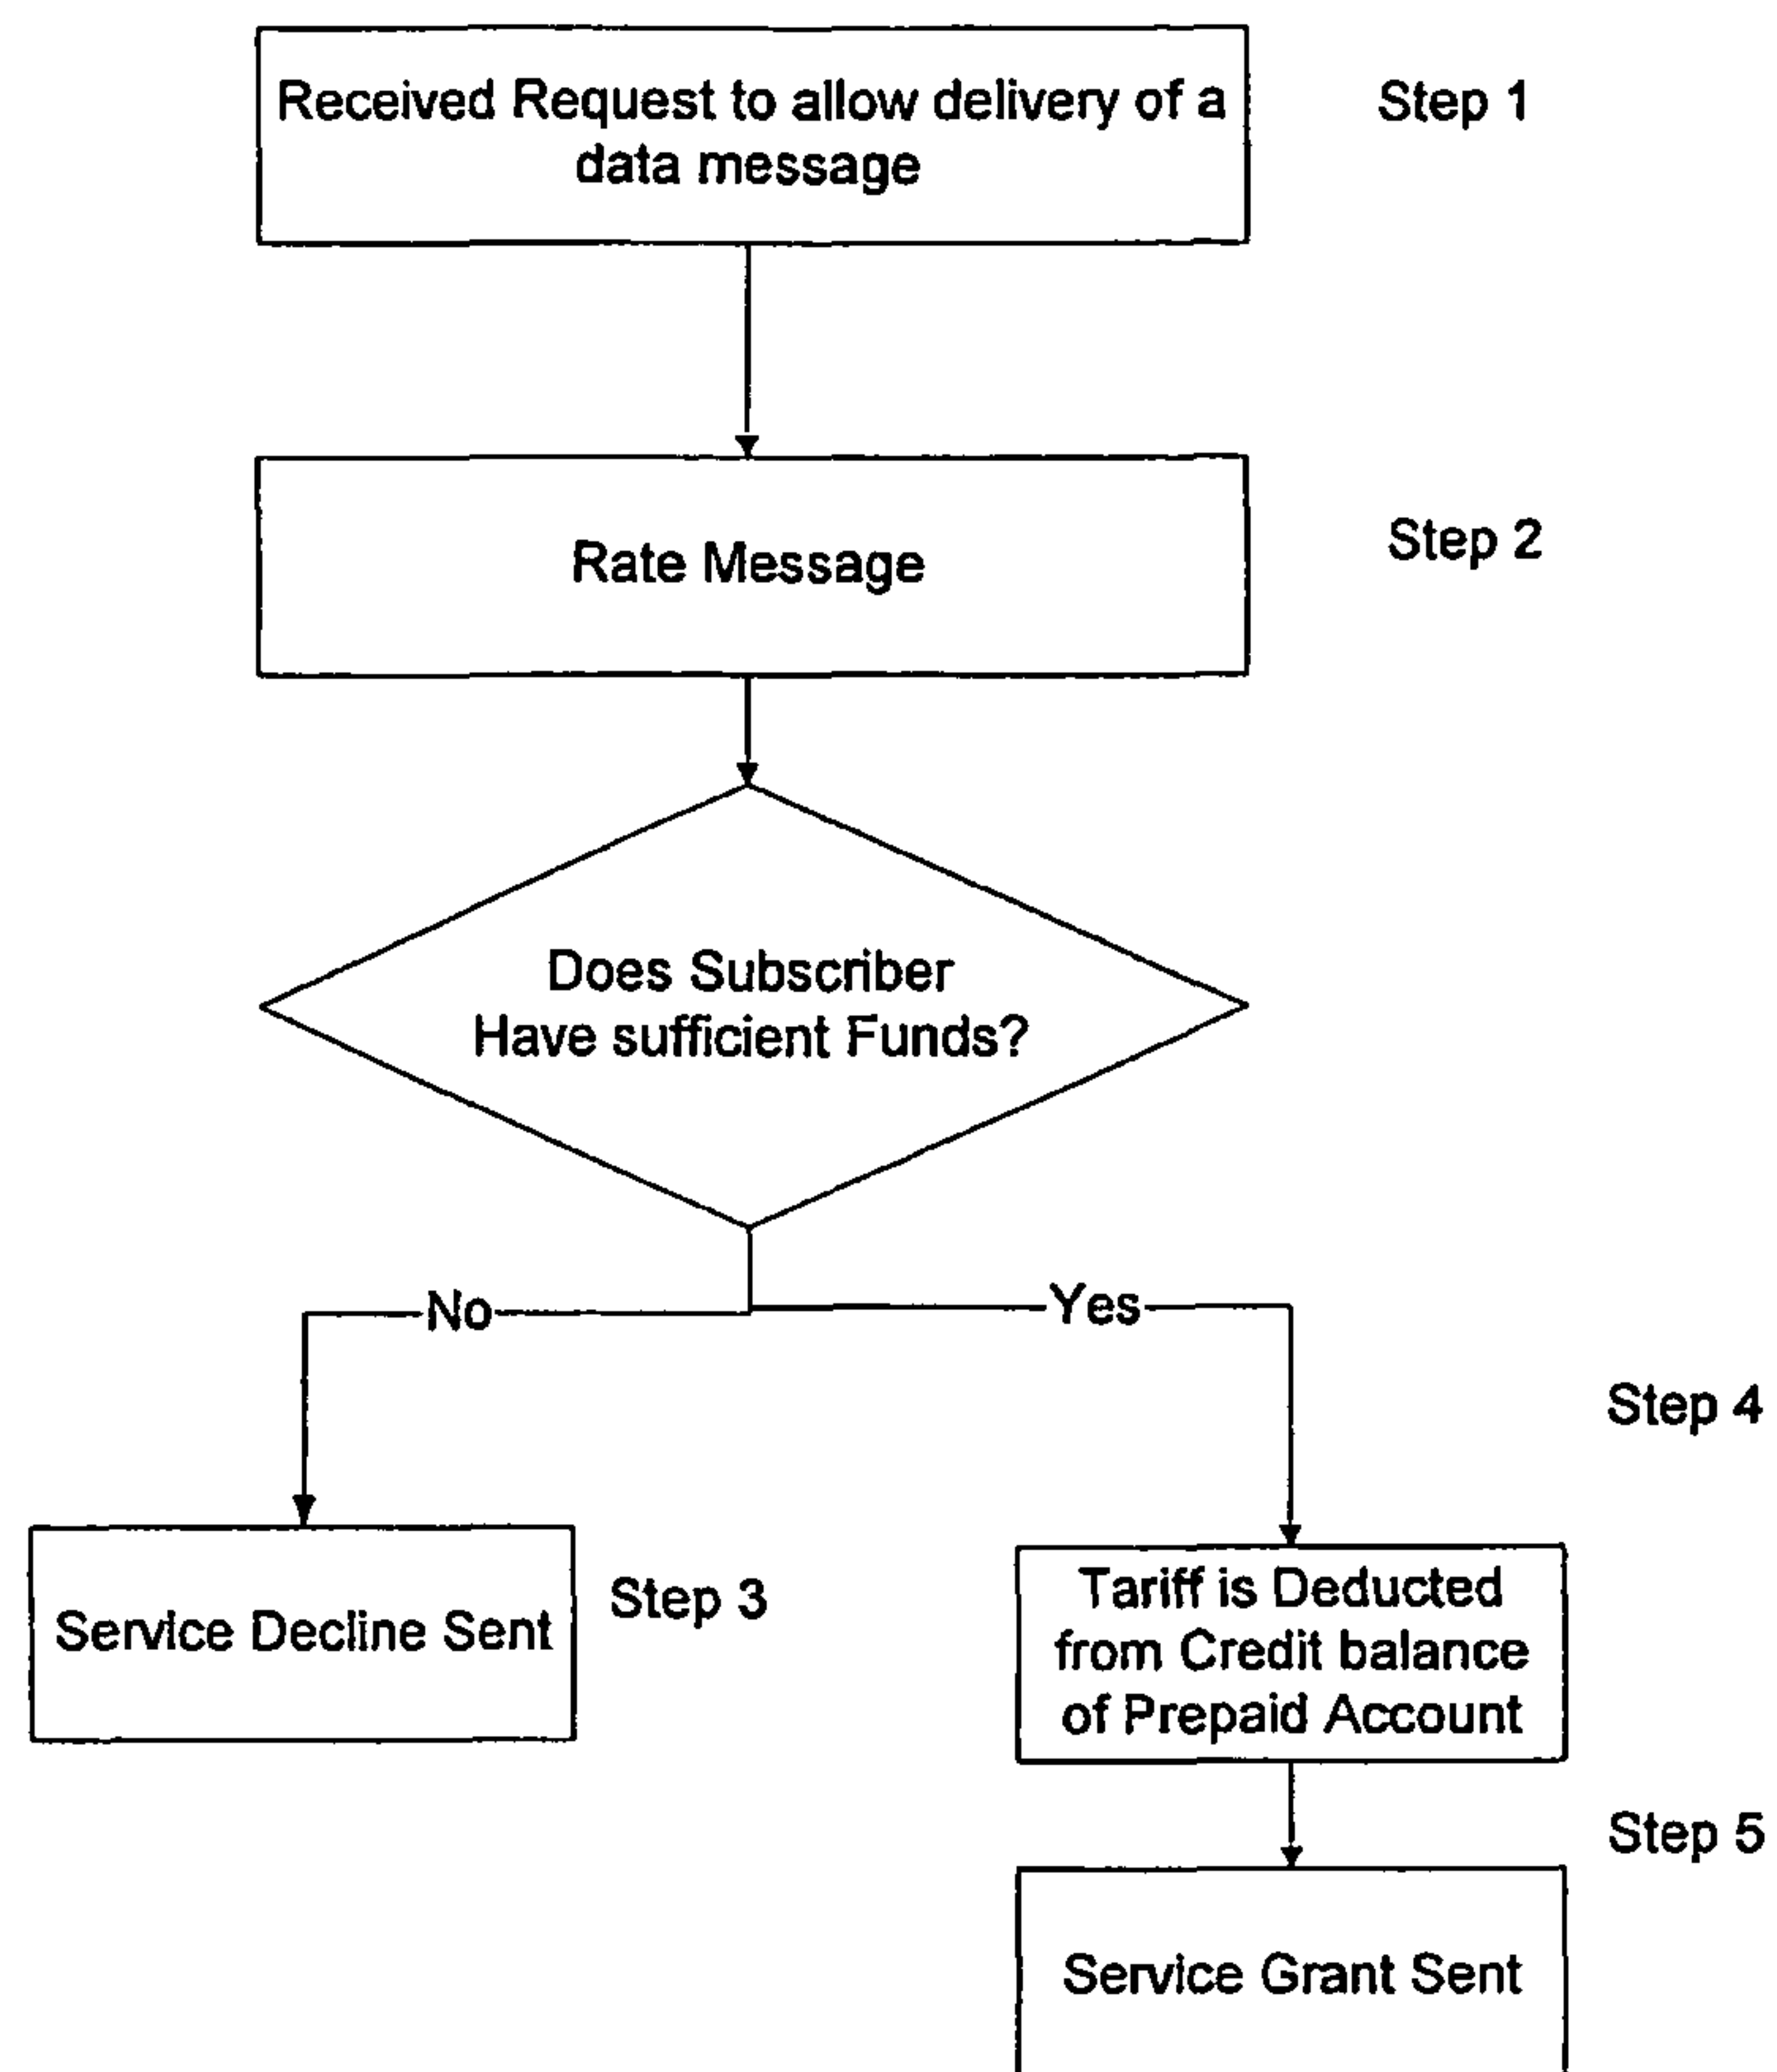 Received Request to allow delivery of a
data message
Step 1
Rate Message
Step 2
Does Subscriber
Have sufficient Funds?
No
Yes
Step 4
Service Decline Sent
Step 3
Tariff is Deducted
from Credit balance
of Prepaid Account
Step 5
Service Grant Sent